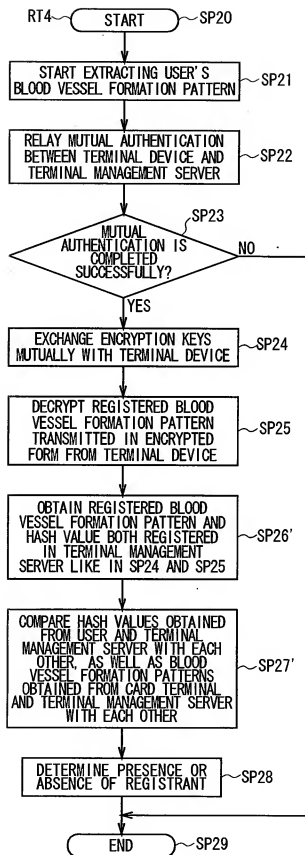 RT4
START
SP20
START EXTRACTING USER'S
BLOOD VESSEL FORMATION PATTERN
SP21
RELAY MUTUAL AUTHENTICATION
BETWEEN TERMINAL DEVICE AND
TERMINAL MANAGEMENT SERVER
SP22
SP23
MUTUAL
AUTHENTICATION IS
COMPLETED
SUCCESSFULLY?
NO
YES
EXCHANGE ENCRYPTION KEYS
MUTUALLY WITH TERMINAL DEVICE
SP24
DECRYPT REGISTERED BLOOD
VESSEL FORMATION PATTERN
TRANSMITTED IN ENCRYPTED
FORM FROM TERMINAL DEVICE
SP25
OBTAIN REGISTERED BLOOD
VESSEL FORMATION PATTERN AND
HASH VALUE BOTH REGISTERED
IN TERMINAL MANAGEMENT
SERVER LIKE IN SP24 AND SP25
SP26'
COMPARE HASH VALUES OBTAINED
FROM USER AND TERMINAL
MANAGEMENT SERVER WITH EACH
OTHER, AS WELL AS BLOOD
VESSEL FORMATION PATTERNS
OBTAINED FROM CARD TERMINAL
AND TERMINAL MANAGEMENT SERVER
WITH EACH OTHER
SP27'
DETERMINE PRESENCE OR
ABSENCE OF REGISTRANT
SP28
END
SP29